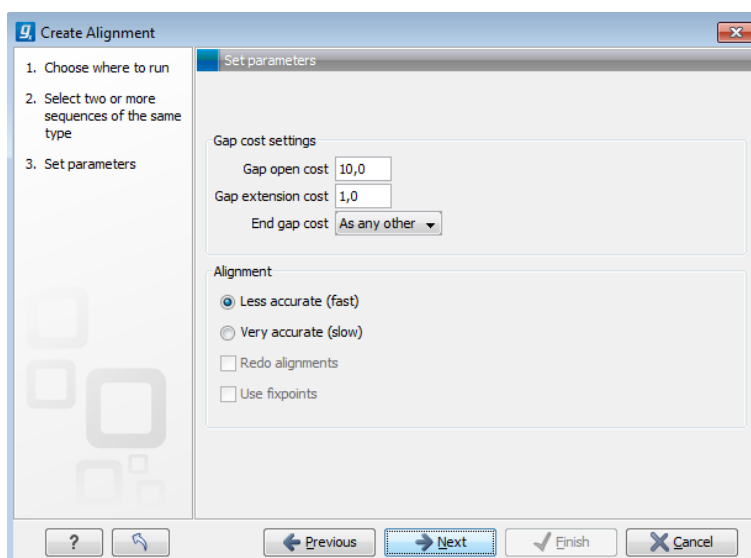 Create Alignment
1. Choose where to run
2. Select two or more
sequences of the same
type
3. Set parameters
Set parameters
Gap cost settings
Gap open cost 10,0
Gap extension cost 1,0
End gap cost As any other
Alignment
Less accurate (fast)
Very accurate (slow)
Redo alignments
Use fixpoints
? Previous Next Finish Cancel